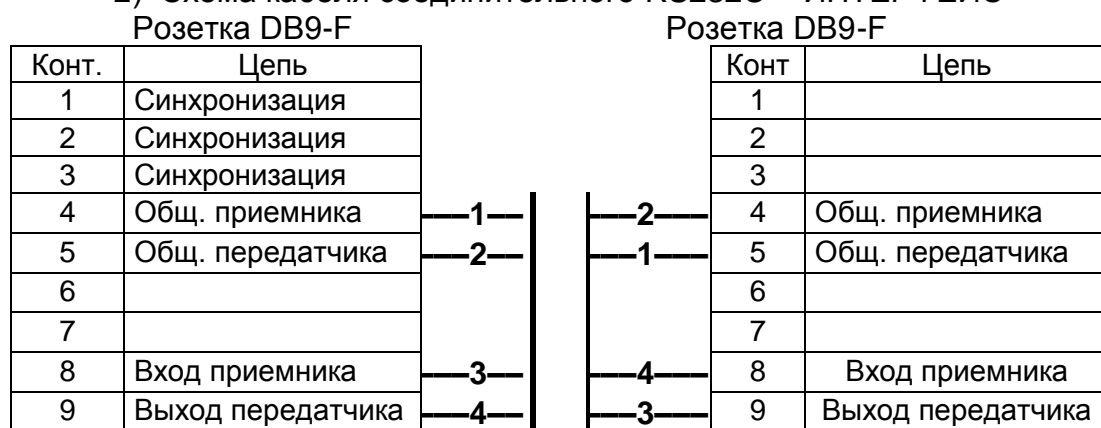 Розетка DB9-F Розетка DB9-F
Конт. Цепь Конт Цепь
1 Синхронизация 1
2 Синхронизация 2
3 Синхронизация 3
4 Общ. приемника 1 2 4 Общ. приемника
5 Общ. передатчика 2 1 5 Общ. передатчика
6 6
7 7
8 Вход приемника 3 4 8 Вход приемника
9 Выход передатчика 4 3 9 Выход передатчика